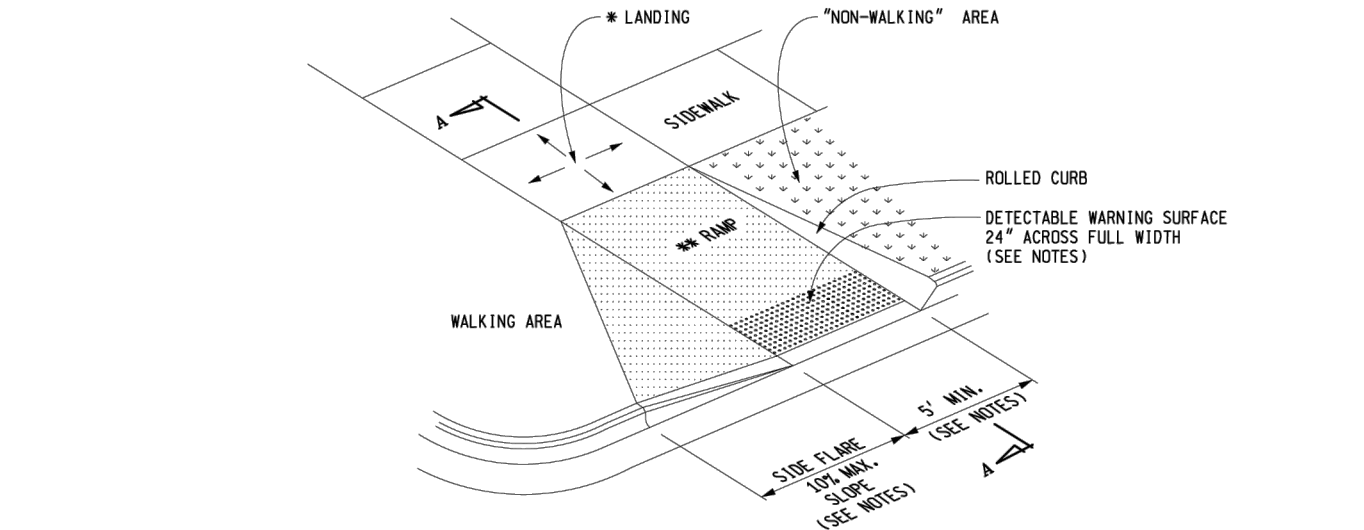 * LANDING
"NON-WALKING" AREA
A
SIDEWALK
ROLLED CURB
** RAMP
DETECTABLE WARNING SURFACE
24" ACROSS FULL WIDTH
(SEE NOTES)
WALKING AREA
5' MIN.
(SEE NOTES)
A
SIDE FLARE
10% MAX.
SLOPE
(SEE NOTES)